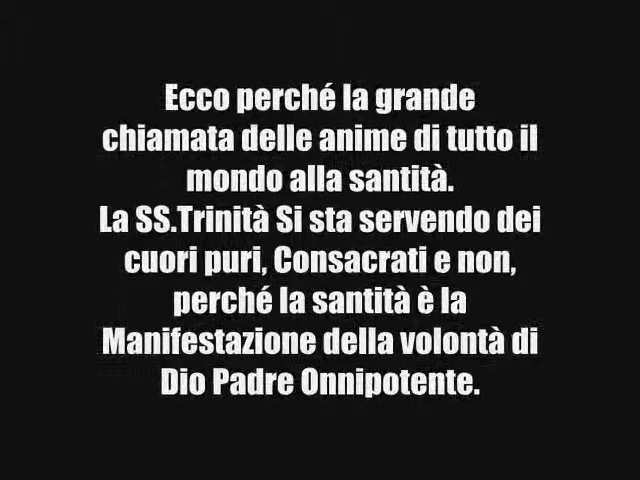 Ecco perché la grande
chiamata delle anime di tutto il
mondo alla santità.
La SS.Trinità Si sta servendo dei
cuori puri, Consacrati e non,
perché la santità è la
Manifestazione della volontà di
Dio Padre Onnipotente.